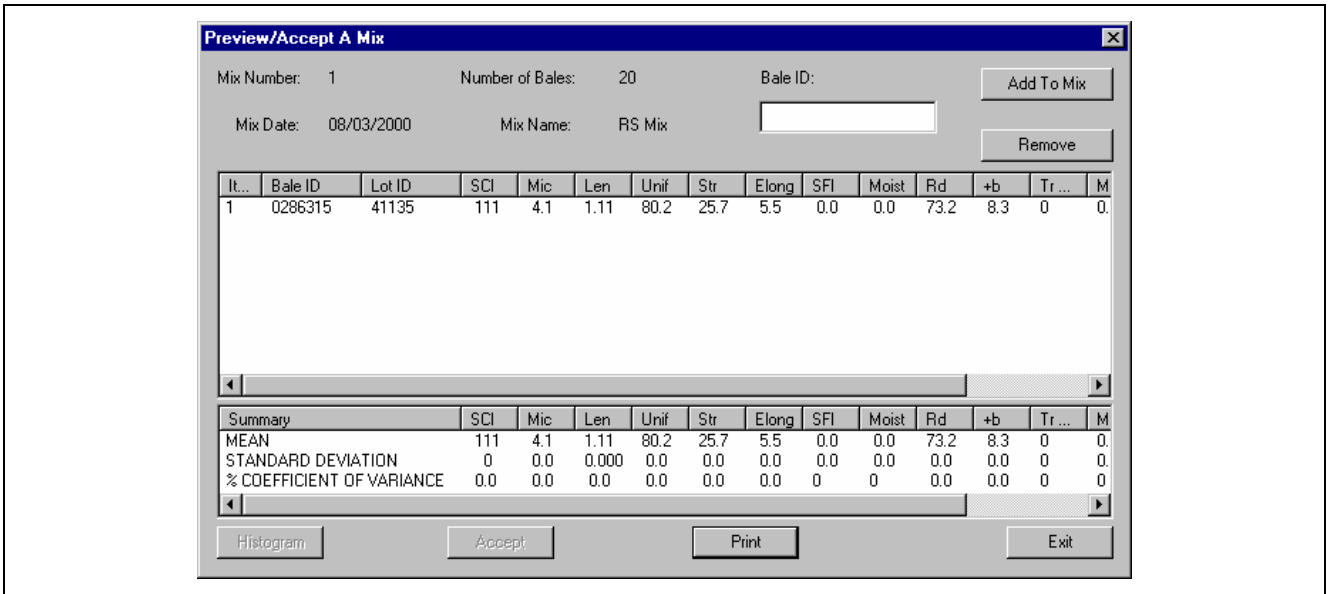 Preview/Accept A Mix
Mix Number: 1 Number of Bales: 20 Bale ID: Add To Mix
Mix Date: 08/03/2000 Mix Name: RS Mix
Remove
It... Bale ID Lot ID SCI Mic Len Unif Str Elong SFI Moist Rd +b Tr ... M
1 0286315 41135 111 4.1 1.11 80.2 25.7 5.5 0.0 0.0 73.2 8.3 0 0.
Summary SCI Mic Len Unif Str Elong SFI Moist Rd +b Tr ... M
MEAN 111 4.1 1.11 80.2 25.7 5.5 0.0 0.0 73.2 8.3 0 0.
STANDARD DEVIATION 0 0.0 0.000 0.0 0.0 0.0 0.0 0.0 0.0 0.0 0 0.
% COEFFICIENT OF VARIANCE 0.0 0.0 0.0 0.0 0.0 0.0 0 0 0.0 0.0 0 0
Histogram Accept Print Exit